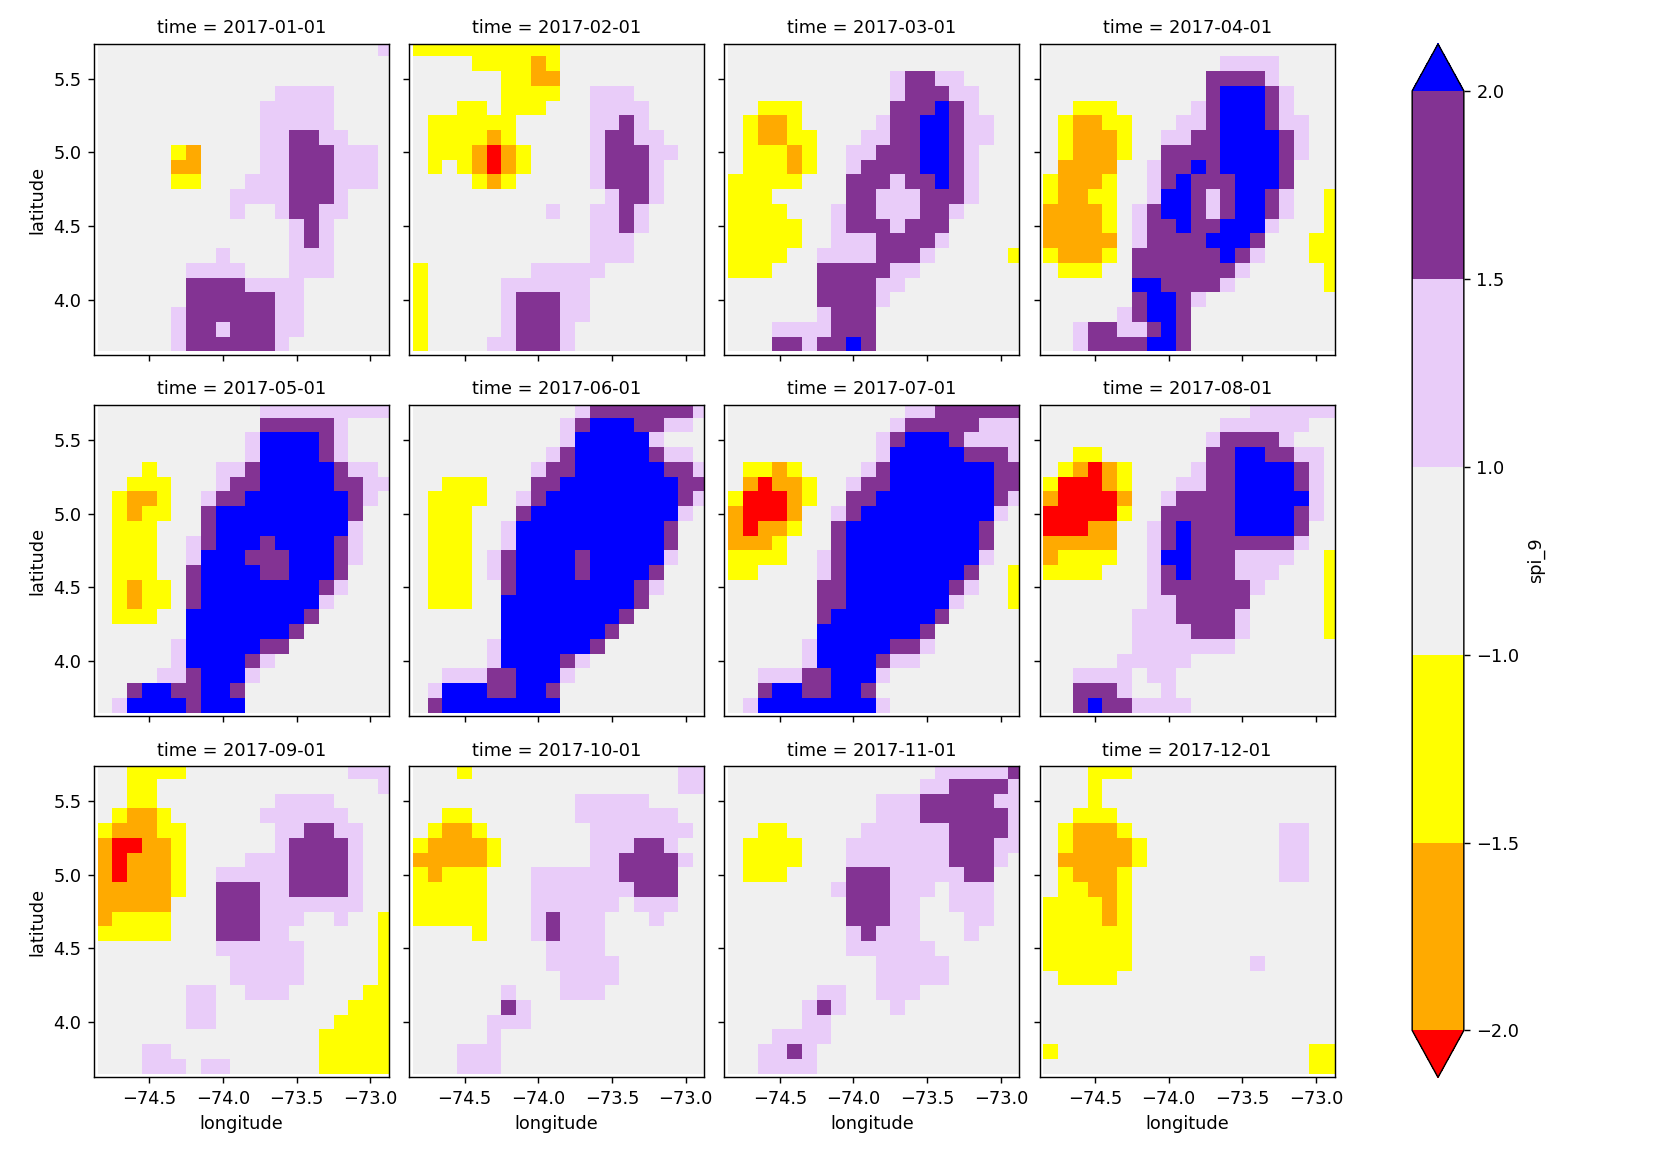 time = 2017-01-01
time = 2017-02-01
time = 2017-03-01
time = 2017-04-01
latitude
5.5
5.0
4.5
4.0
time = 2017-05-01
time = 2017-06-01
time = 2017-07-01
time = 2017-08-01
latitude
5.5
5.0
4.5
4.0
time = 2017-09-01
time = 2017-10-01
time = 2017-11-01
time = 2017-12-01
latitude
5.5
5.0
4.5
4.0
−74.5 −74.0 −73.5 −73.0
longitude
−74.5 −74.0 −73.5 −73.0
longitude
−74.5 −74.0 −73.5 −73.0
longitude
−74.5 −74.0 −73.5 −73.0
longitude
2.0
1.5
1.0
−1.0
−1.5
−2.0
spi_9